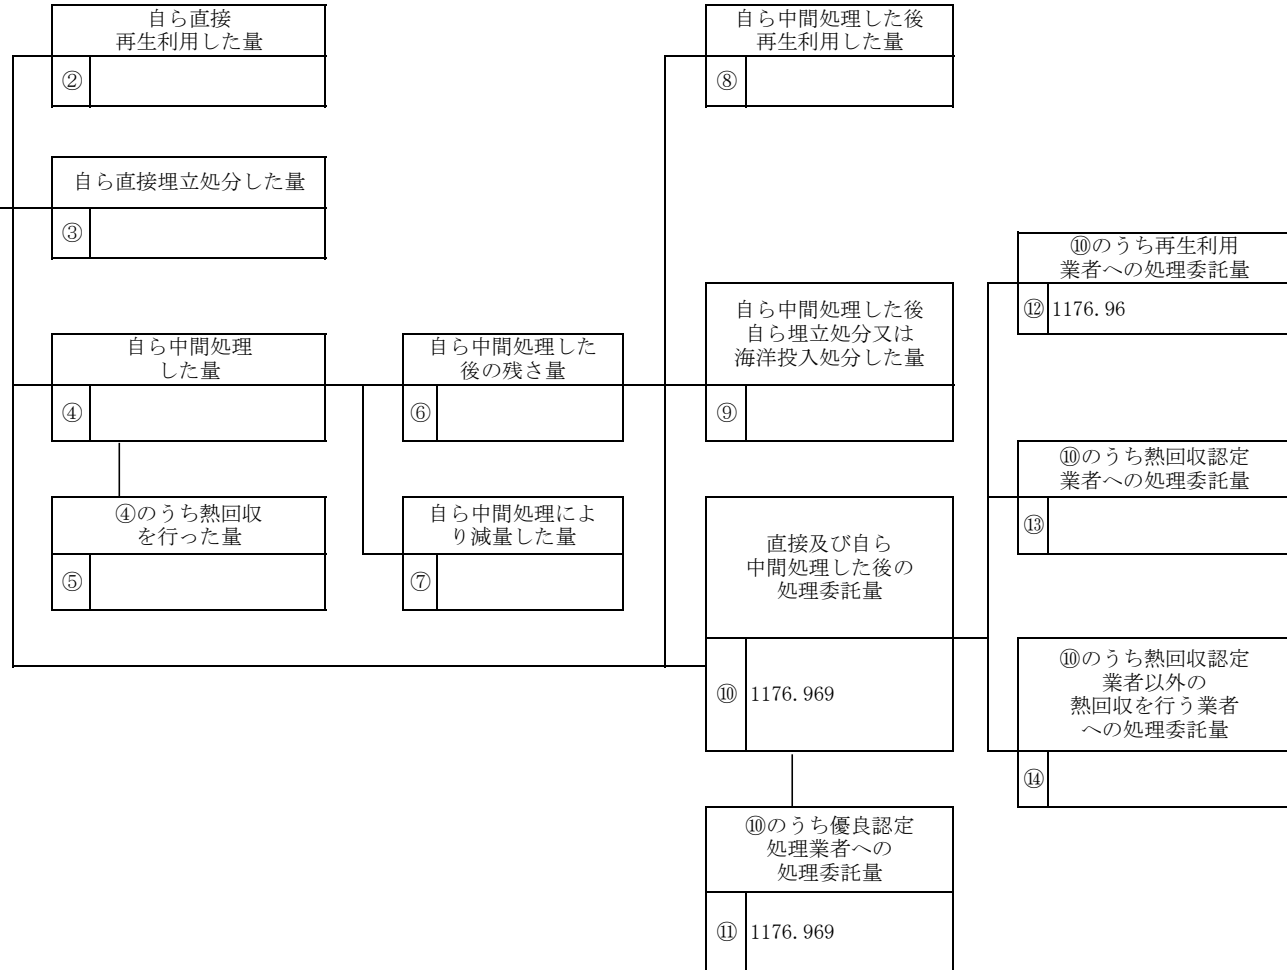 自ら直接
再生利用した量
②
自ら中間処理した後
再生利用した量
⑧
自ら直接埋立処分した量
③
⑩のうち再生利用
業者への処理委託量
⑫ 1176.96
自ら中間処理
した量
④
自ら中間処理した
後の残さ量
⑥
自ら中間処理した後
自ら埋立処分又は
海洋投入処分した量
⑨
⑩のうち熱回収認定
業者への処理委託量
⑬
④のうち熱回収
を行った量
⑤
自ら中間処理によ
り減量した量
⑦
直接及び自ら
中間処理した後の
処理委託量
⑩ 1176.969
⑩のうち熱回収認定
業者以外の
熱回収を行う業者
への処理委託量
⑭
⑩のうち優良認定
処理業者への
処理委託量
⑪ 1176.969